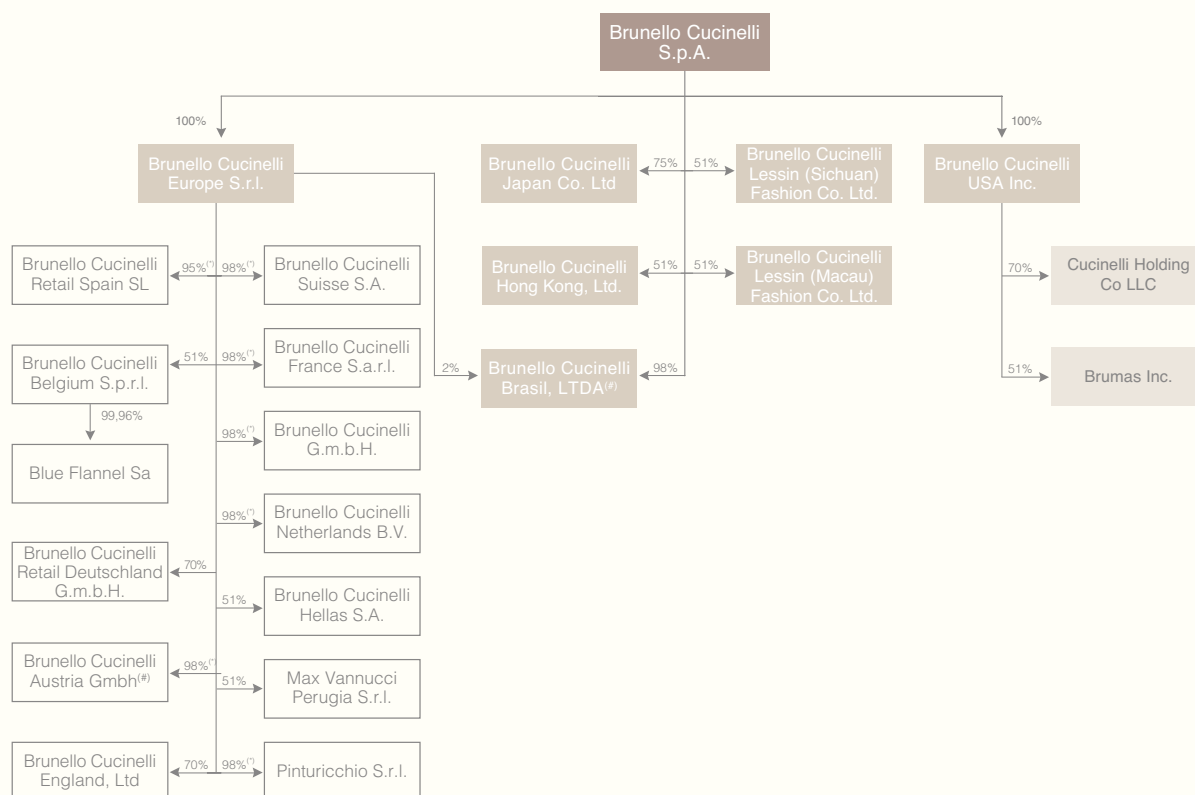 Brunello Cucinelli
S.p.A.
100%
100%
Brunello Cucinelli
Europe S.r.l.
Brunello Cucinelli
Japan Co. Ltd
75%
51%
Brunello Cucinelli
Lessin (Sichuan)
Fashion Co. Ltd.
Brunello Cucinelli
USA Inc.
Brunello Cucinelli
Retail Spain SL
95%(*)
98%(*)
Brunello Cucinelli
Suisse S.A.
Brunello Cucinelli
Hong Kong, Ltd.
51%
51%
Brunello Cucinelli
Lessin (Macau)
Fashion Co. Ltd.
70%
Cucinelli Holding
Co LLC
Brunello Cucinelli
Belgium S.p.r.l.
51%
98%(*)
Brunello Cucinelli
France S.a.r.l.
2%
Brunello Cucinelli
Brasil, LTDA(#)
98%
51%
Brumas Inc.
99,96%
Blue Flannel Sa
98%(*)
Brunello Cucinelli
G.m.b.H.
98%(*)
Brunello Cucinelli
Netherlands B.V.
Brunello Cucinelli
Retail Deutschland
G.m.b.H.
70%
51%
Brunello Cucinelli
Hellas S.A.
Brunello Cucinelli
Austria Gmbh(#)
98%(*)
51%
Max Vannucci
Perugia S.r.l.
Brunello Cucinelli
England, Ltd
70%
98%(*)
Pinturicchio S.r.l.